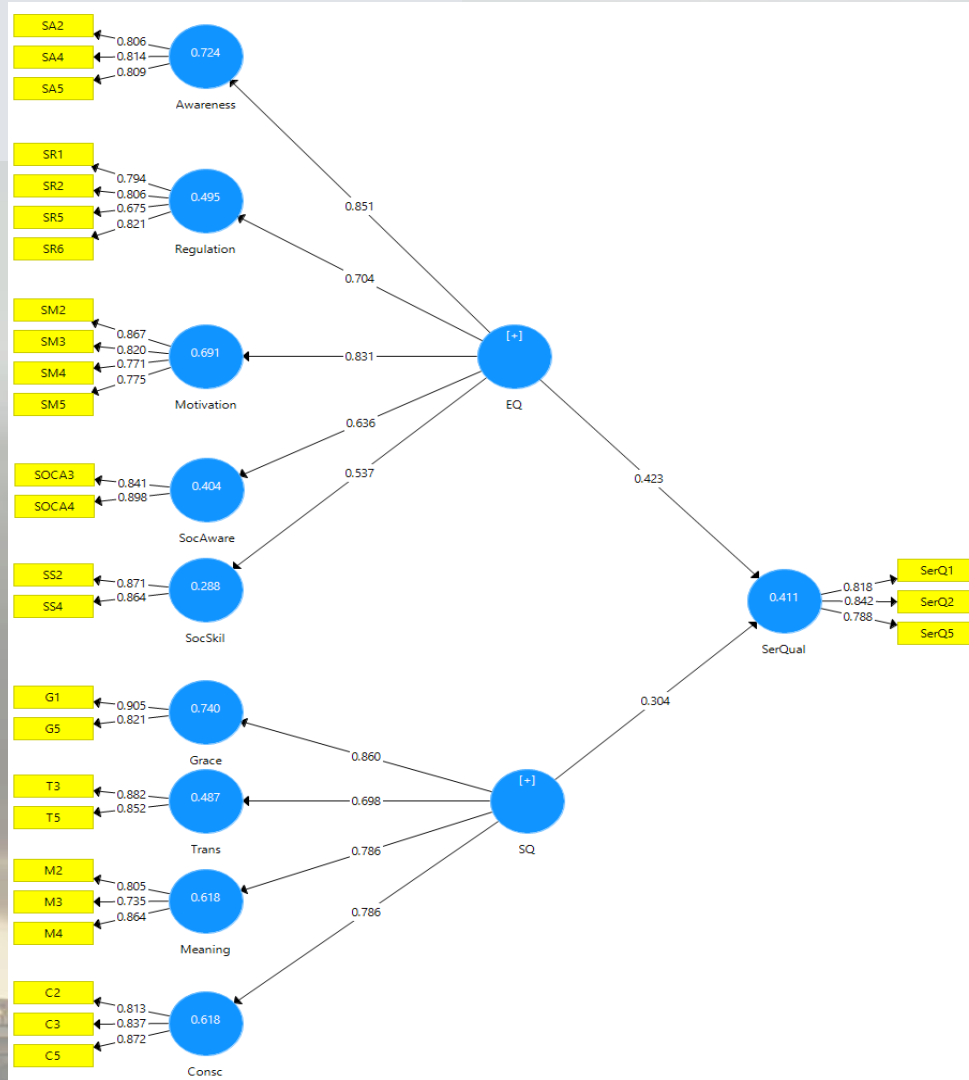 SA2
0.806
0.724
SA4
0.814
SA5
0.809
Awareness
SR1
0.794
SR2
0.806
0.495
SR5
0.675
SR6
0.821
Regulation
SM2
0.867
SM3
0.820
0.691
SM4
0.771
SM5
0.775
Motivation
SOCA3
0.841
0.404
SOCA4
0.898
SocAware
SS2
0.871
0.288
SS4
0.864
SocSkil
0.851
0.704
0.831
0.636
0.537
[+]
EQ
0.423
G1
0.905
0.740
G5
0.821
Grace
T3
0.882
0.487
T5
0.852
Trans
M2
0.805
0.618
M3
0.735
M4
0.864
Meaning
C2
0.813
0.618
C3
0.837
C5
0.872
Consc
0.860
0.698
0.786
0.786
[+]
SQ
0.304
0.411
SerQual
0.818
SerQ1
0.842
SerQ2
0.788
SerQ5